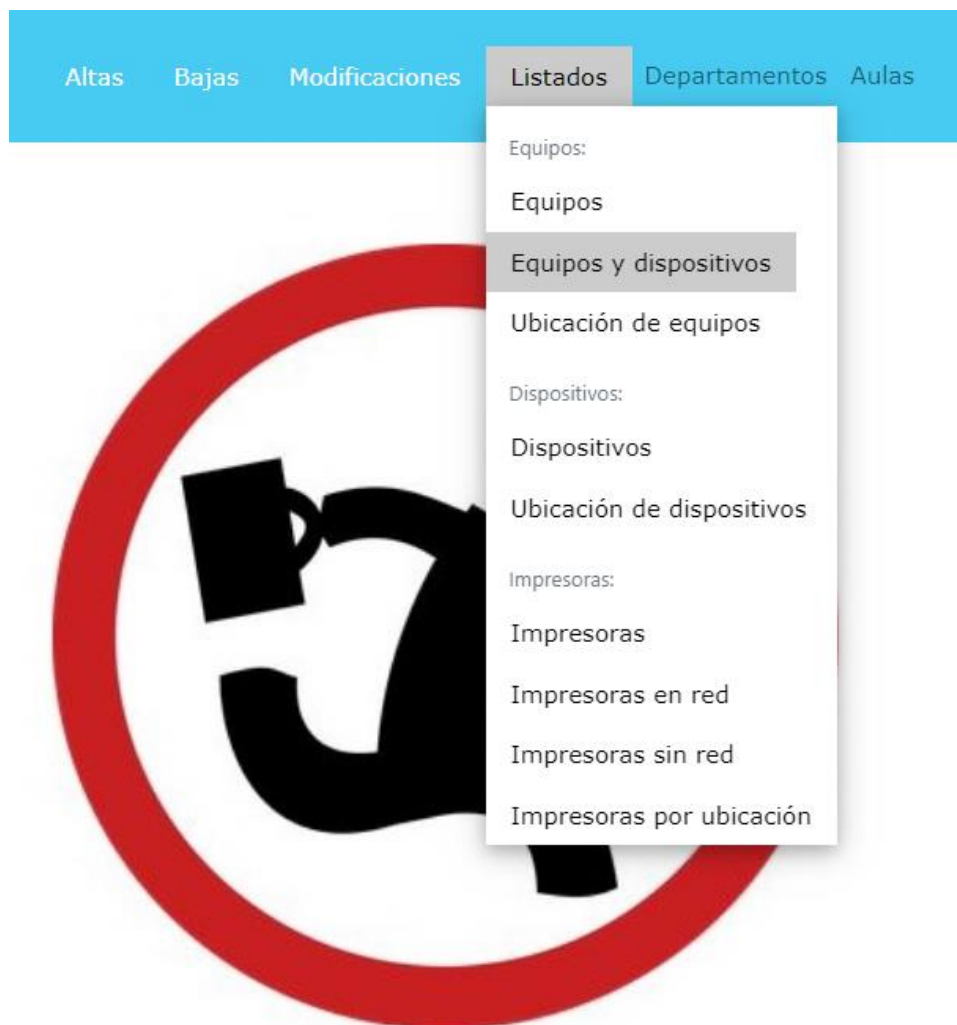 Altas Bajas Modificaciones Listados Departamentos Aulas
Equipos:
Equipos
Equipos y dispositivos
Ubicación de equipos
Dispositivos:
Dispositivos
Ubicación de dispositivos
Impresoras:
Impresoras
Impresoras en red
Impresoras sin red
Impresoras por ubicación